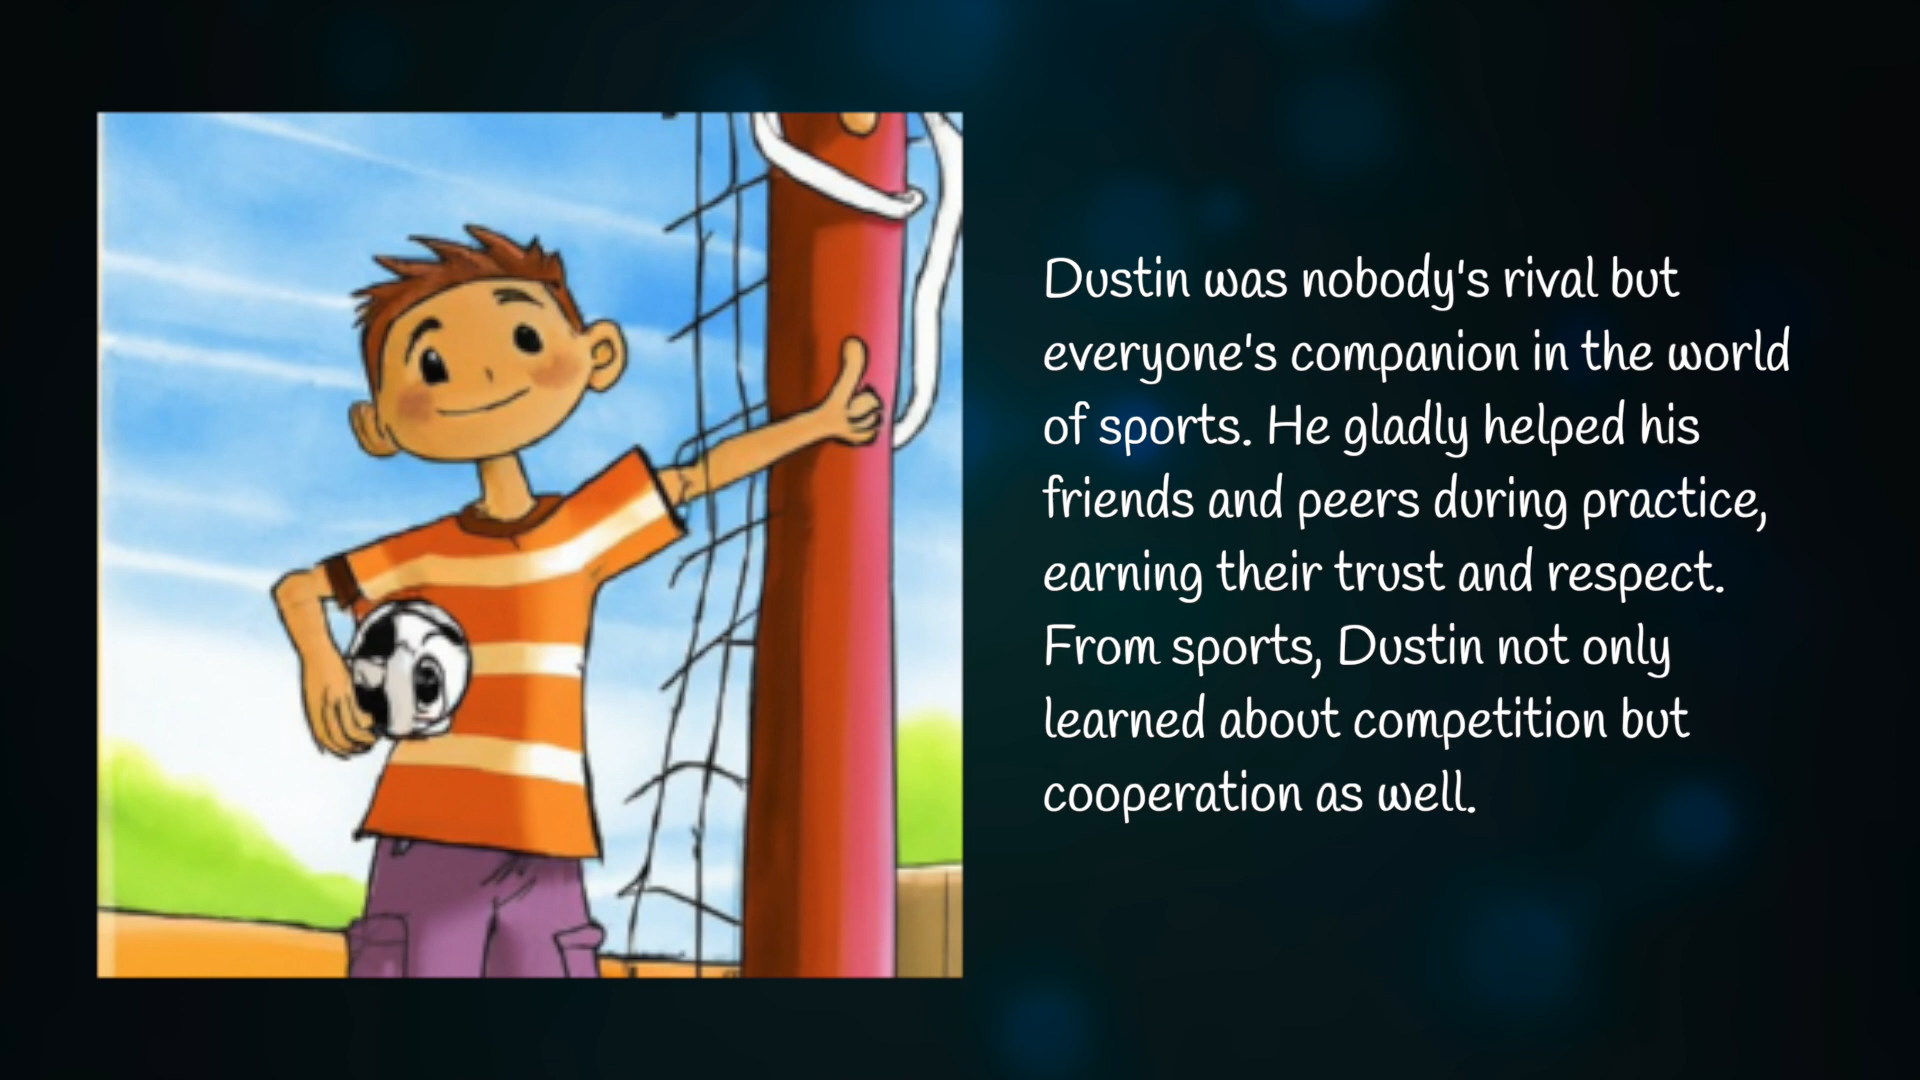 Dustin was nobody's rival but
everyone's companion in the world
of sports. He gladly helped his
friends and peers during practice,
earning their trust and respect.
From sports, Dustin not only
learned about competition but
cooperation as well.